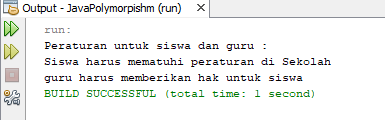 Output - JavaPolymorpishm (run)
run:
Peraturan untuk siswa dan guru :
Siswa harus mematuhi peraturan di Sekolah
guru harus memberikan hak untuk siswa
BUILD SUCCESSFUL (total time: 1 second)